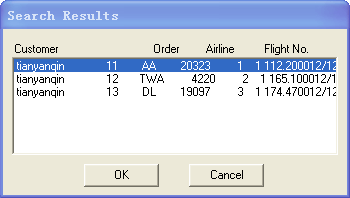 Search Results
Customer Order Airline Flight No.
tianyanqin 11 AA 20323 1 1 112.200012/12
tianyanqin 12 TWA 4220 2 1 165.100012/12
tianyanqin 13 DL 19097 3 1 174.470012/12
OK Cancel